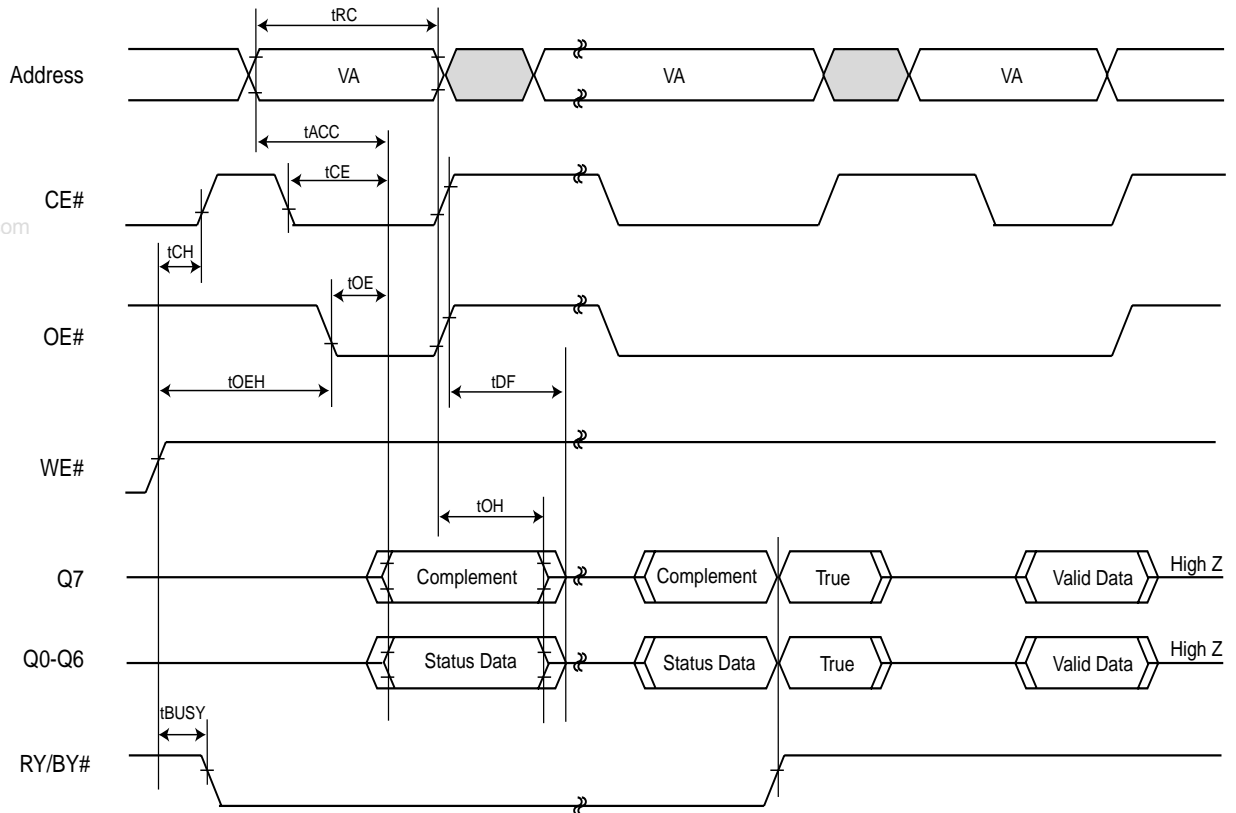 tRC
Address VA VA VA
tACC
tCE
CE#
om
tCH
tOE
OE#
tOEH tDF
WE#
tOH
Q7 Complement Complement True Valid Data High Z
Q0-Q6 Status Data Status Data True Valid Data High Z
tBUSY
RY/BY#